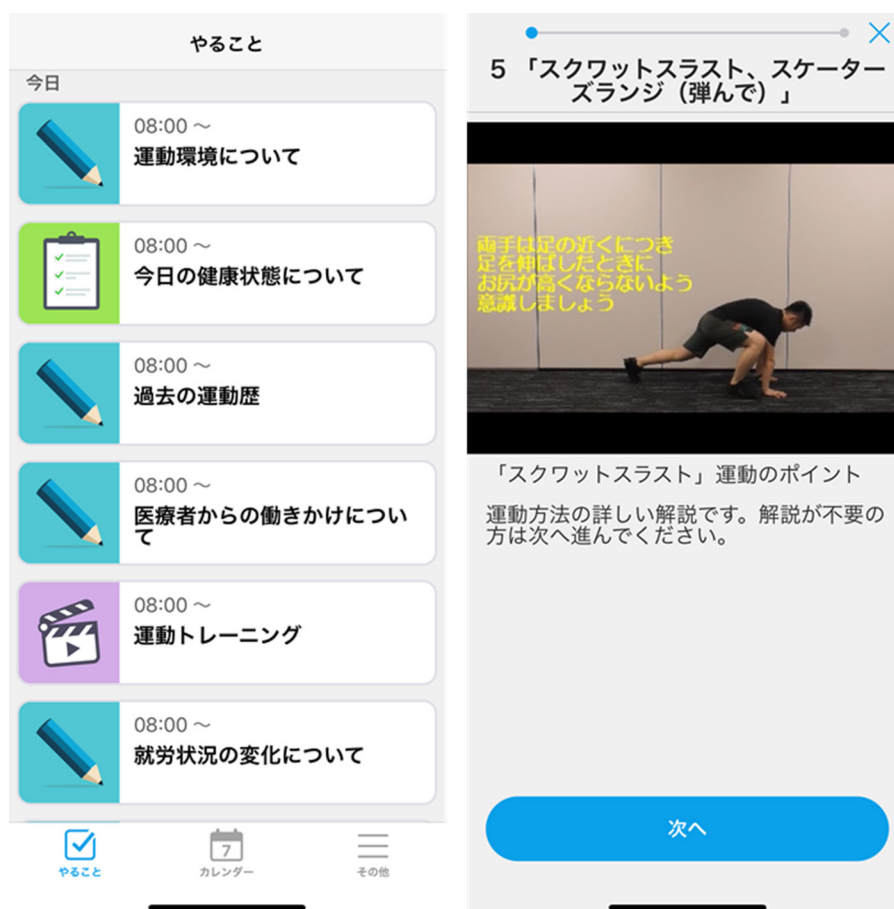 やること
今日
08:00 ～
運動環境について
08:00 ～
今日の健康状態について
08:00 ～
過去の運動歴
08:00 ～
医療者からの働きかけについ
て
08:00 ～
運動トレーニング
08:00 ～
就労状況の変化について
やること
7
カレンダー
その他
5 「スクワットスラスト、スケーター
ズランジ（弾んで）」
両手は足の近くにつき
足を伸ばしたときに
お尻が高くならないよう
意識しましょう
「スクワットスラスト」運動のポイント
運動方法の詳しい解説です。解説が不要の
方は次へ進んでください。
次へ